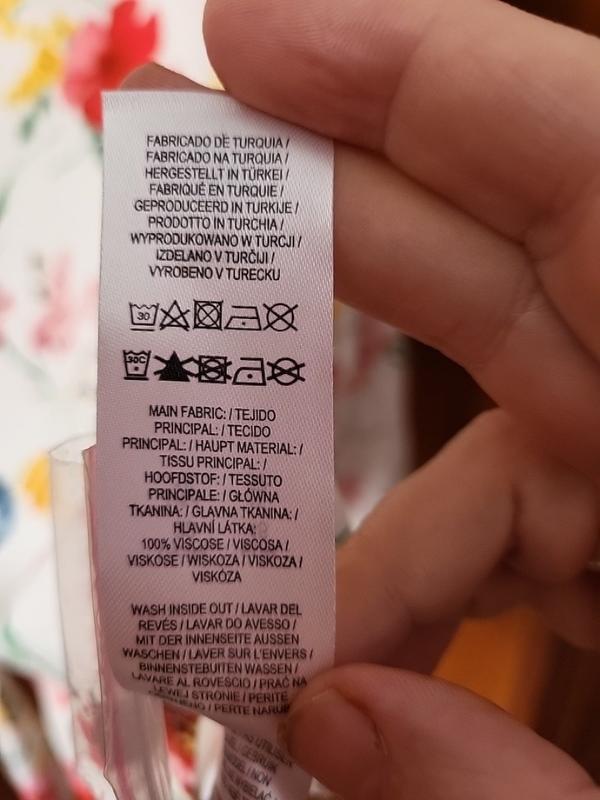 FABRICADO DE TURQUIA /
FABRICADO NA TURQUIA /
HERGESTELLT IN TÜRKEI /
FABRIQUÉ EN TURQUIE /
GEPRODUCEERD IN TURKIJE /
PRODOTTO IN TURCHIA /
WYPRODUKOWANO W TURCJI /
IZDELANO V TURČIJI /
VYROBENO V TURECKU
30
30C
MAIN FABRIC: / TEJIDO
PRINCIPAL: / TECIDO
PRINCIPAL: / HAUPT MATERIAL: /
TISSU PRINCIPAL: /
HOOFDSTOF: / TESSUTO
PRINCIPALE: / GŁÓWNA
TKANINA: / GLAVNA TKANINA: /
HLAVNÍ LÁTKA:
100% VISCOSE / VISCOSA /
VISKOSE / WISKOZA / VISKOZA /
VISKÓZA
WASH INSIDE OUT / LAVAR DEL
REVÉS / LAVAR DO AVESSO /
MIT DER INNENSEITE AUSSEN
WASCHEN / LAVER SUR L'ENVERS /
BINNENSTEBUITEN WASSEN /
LAVARE AL ROVESCIO / PRAĆ NA
LEWEJ STRONIE / PERITE
/ PERTE NARUB